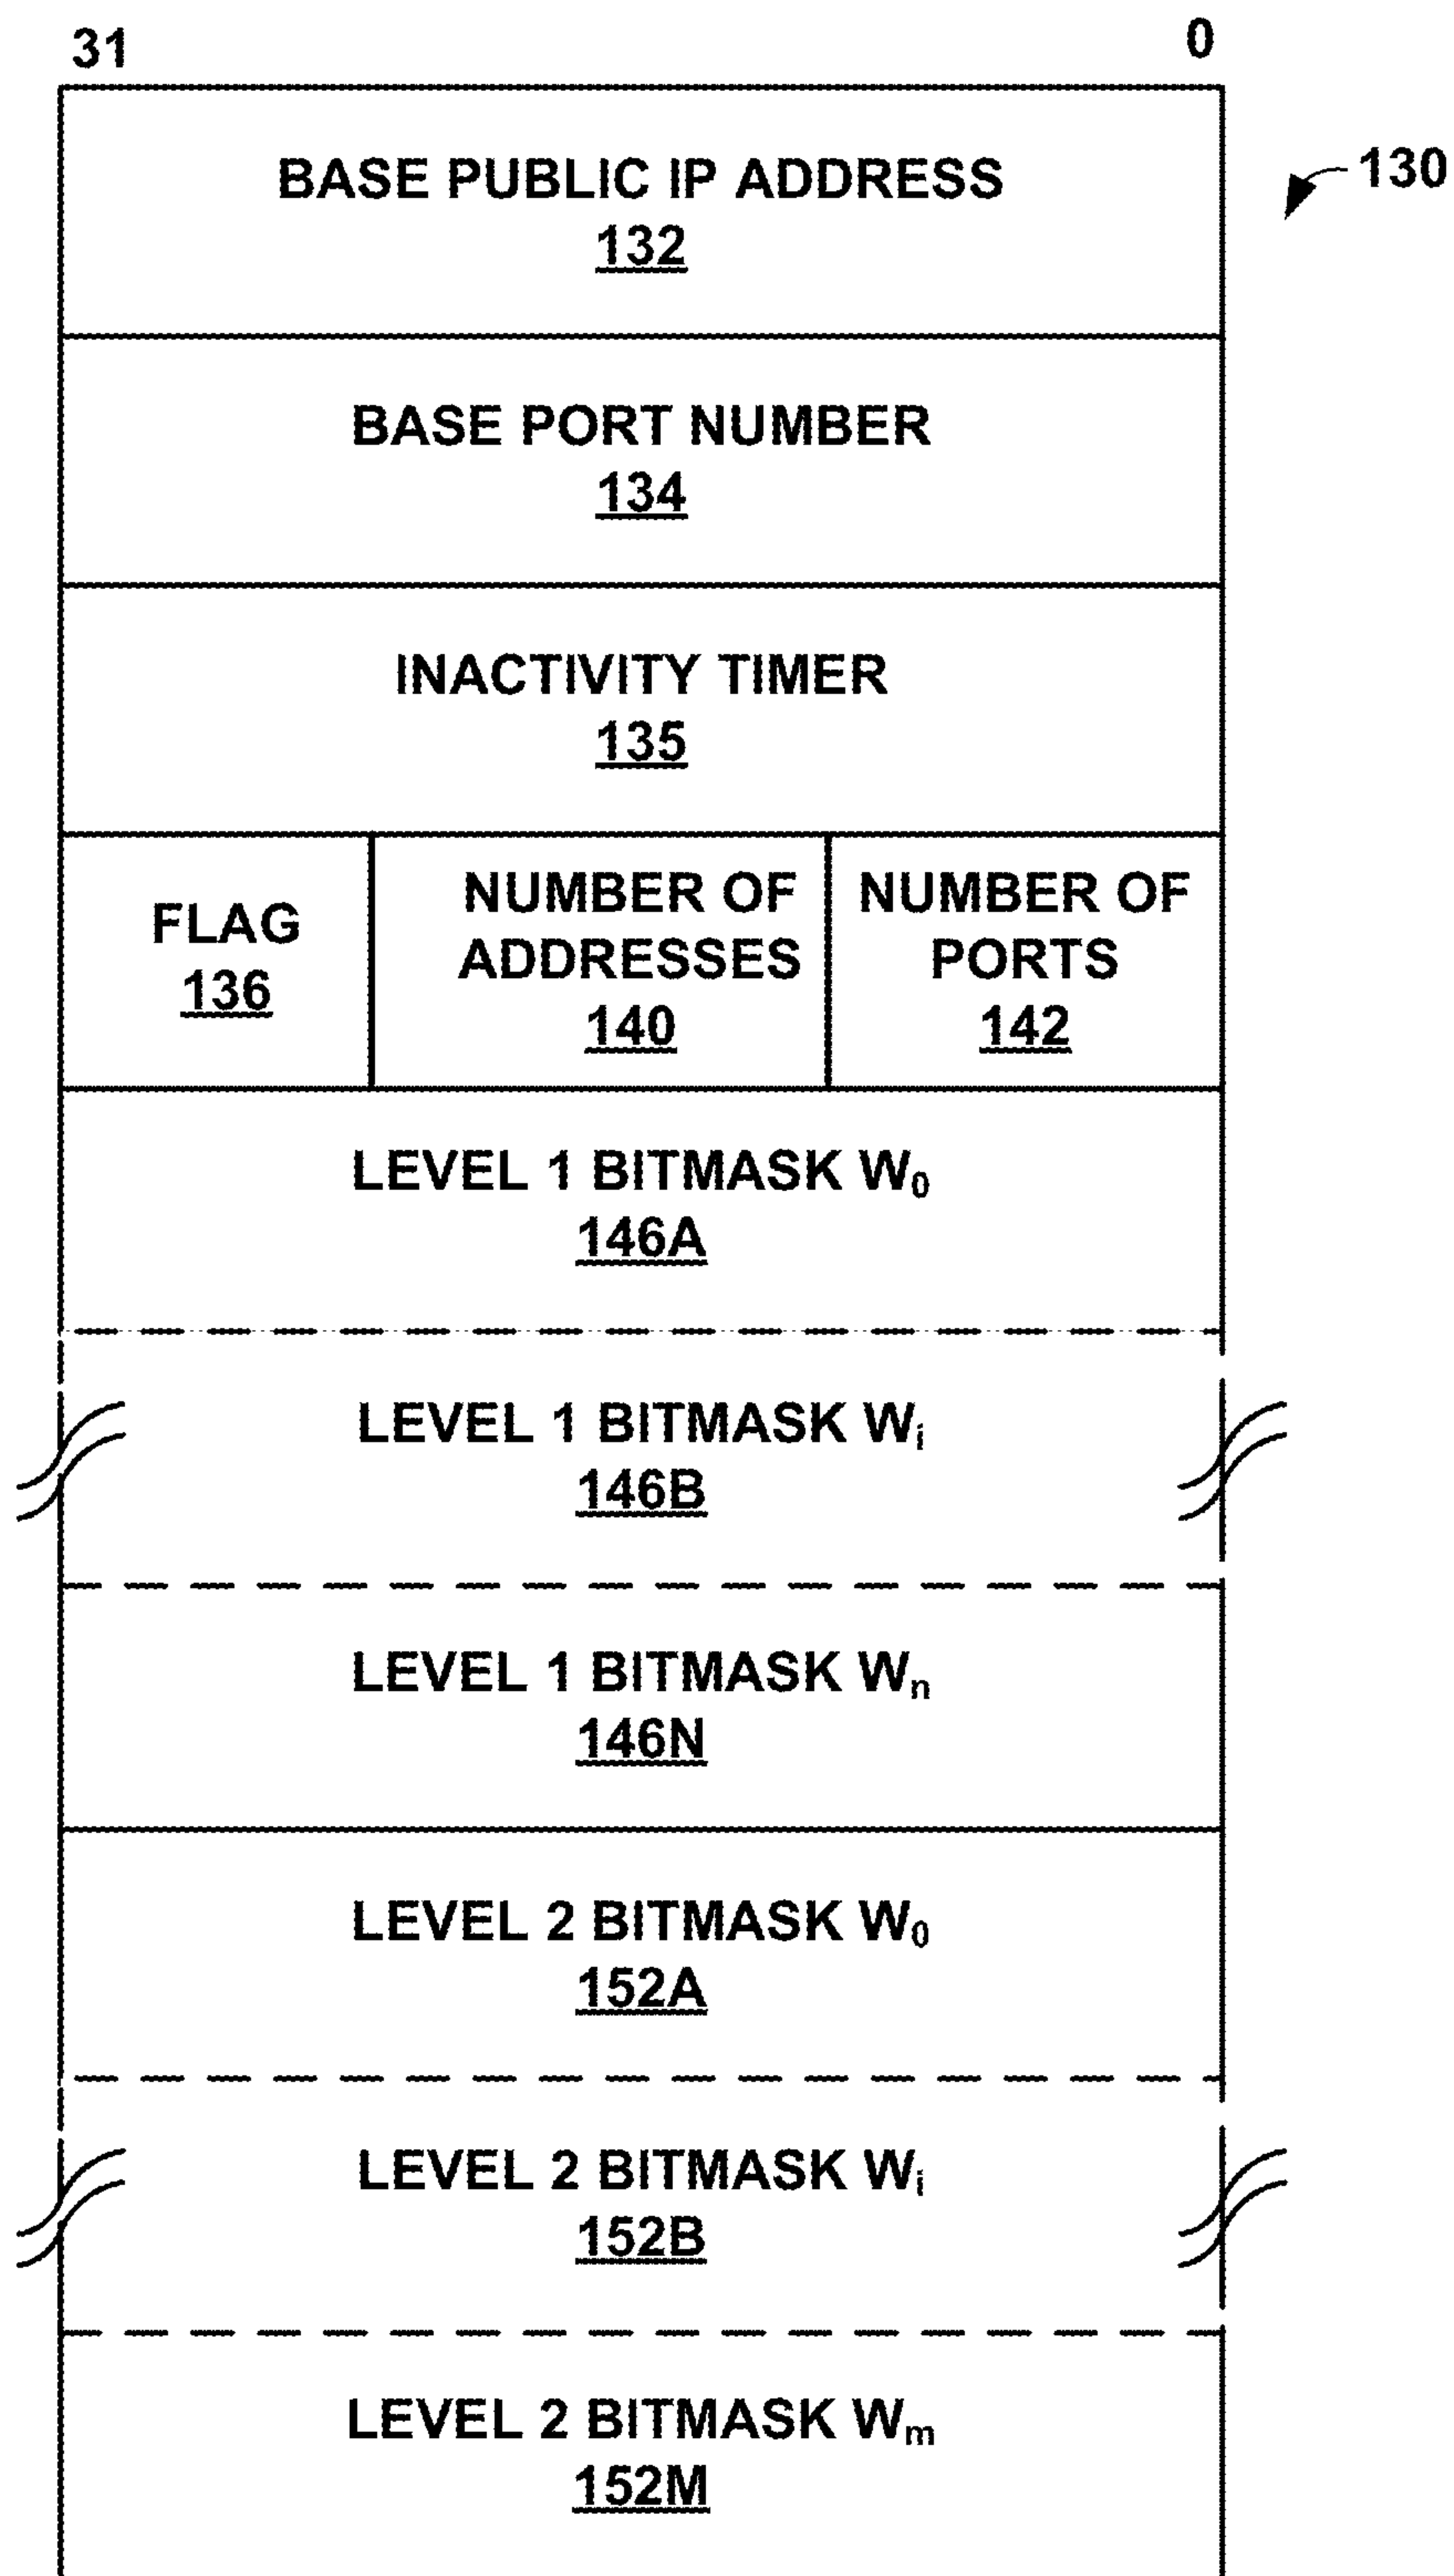 31 0
130
BASE PUBLIC IP ADDRESS
132
BASE PORT NUMBER
134
INACTIVITY TIMER
135
FLAG
136
NUMBER OF
ADDRESSES
140
NUMBER OF
PORTS
142
LEVEL 1 BITMASK W₀
146A
LEVEL 1 BITMASK Wᵢ
146B
LEVEL 1 BITMASK Wₙ
146N
LEVEL 2 BITMASK W₀
152A
LEVEL 2 BITMASK Wᵢ
152B
LEVEL 2 BITMASK Wₘ
152M